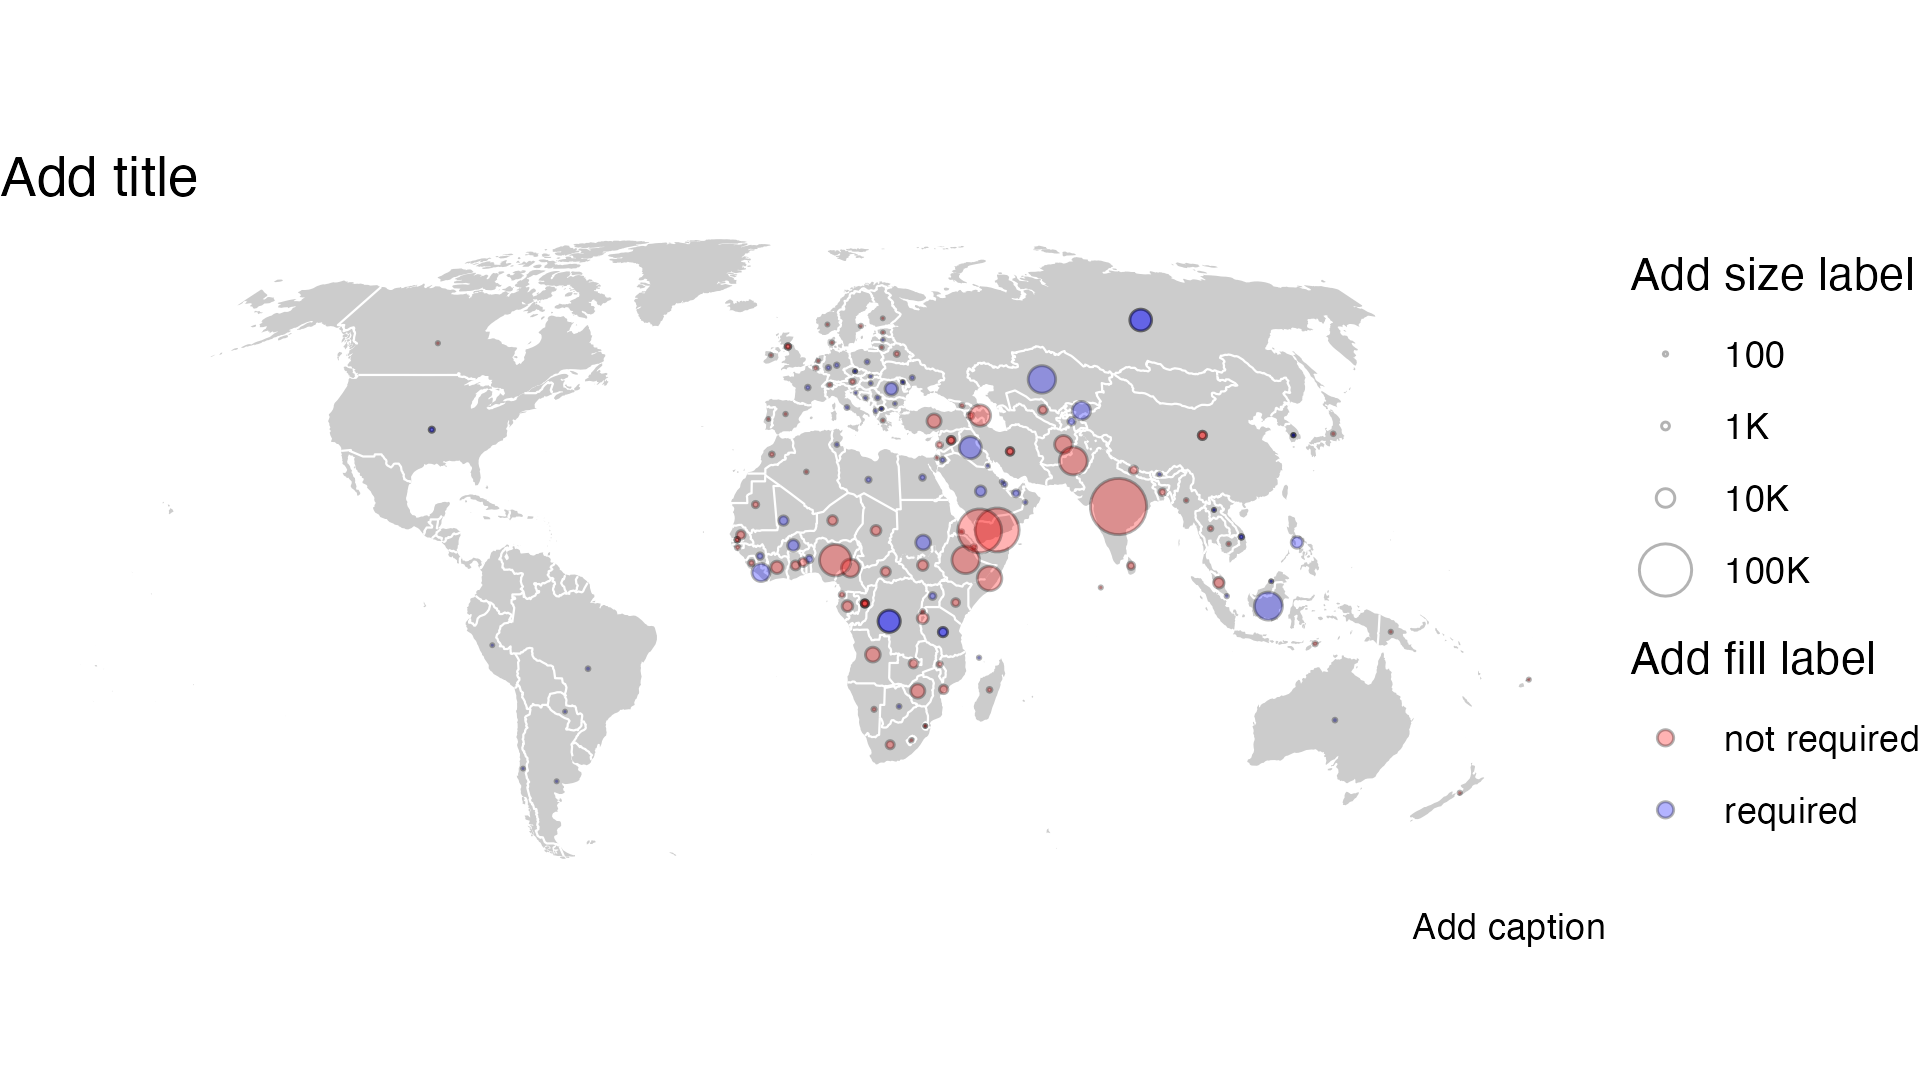 Add title
Add size label
100
1K
10K
100K
Add fill label
not required
required
Add caption